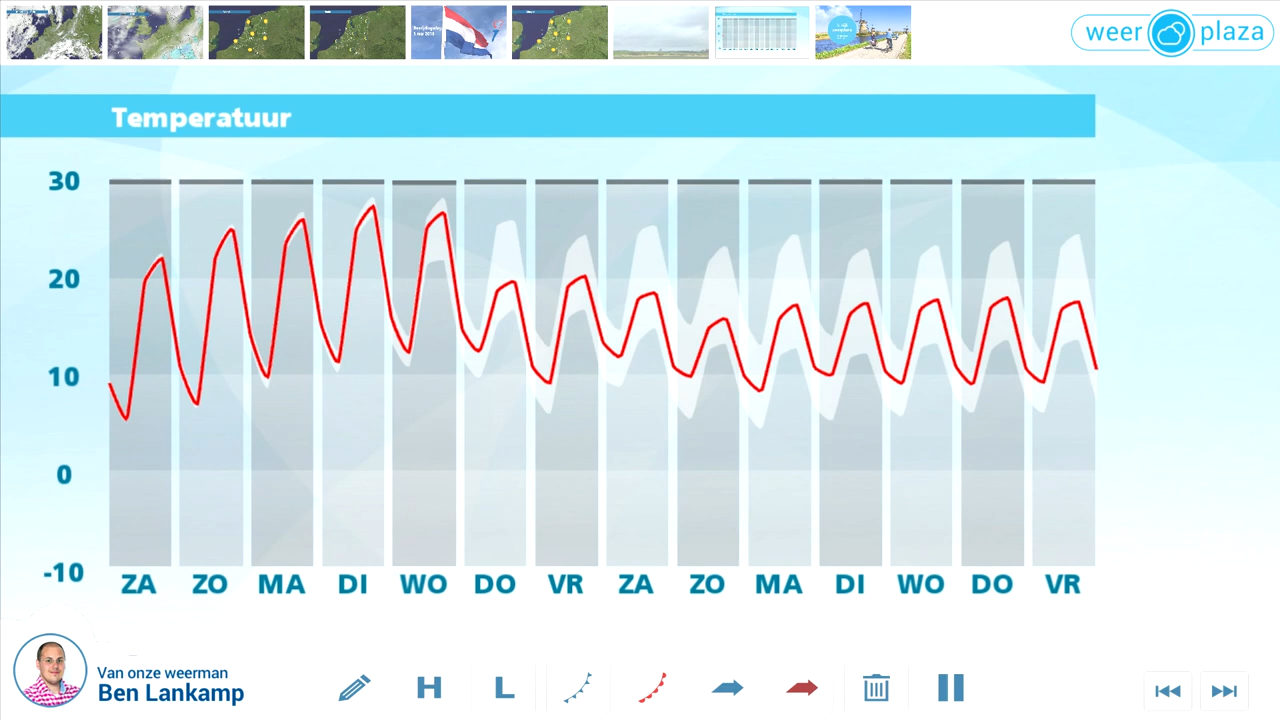 weer plaza
Temperatuur
30
20
10
0
-10
ZA ZO MA DI WO DO VR ZA ZO MA DI WO DO VR
Van onze weerman
Ben Lankamp
H L